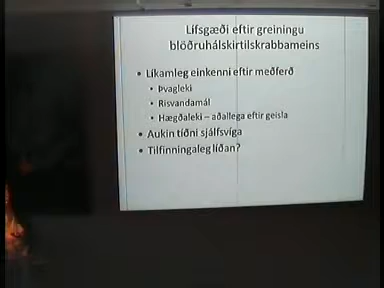 Lífsgæði eftir greiningu
blöðruhálskirtilskrabbameins
• Líkamleg einkenni eftir meðferð
• Þvagleki
• Risvandamál
• Hægðaleki – aðallega eftir geisla
• Aukin tíðni sjálfsvíga
• Tilfinningaleg líðan?